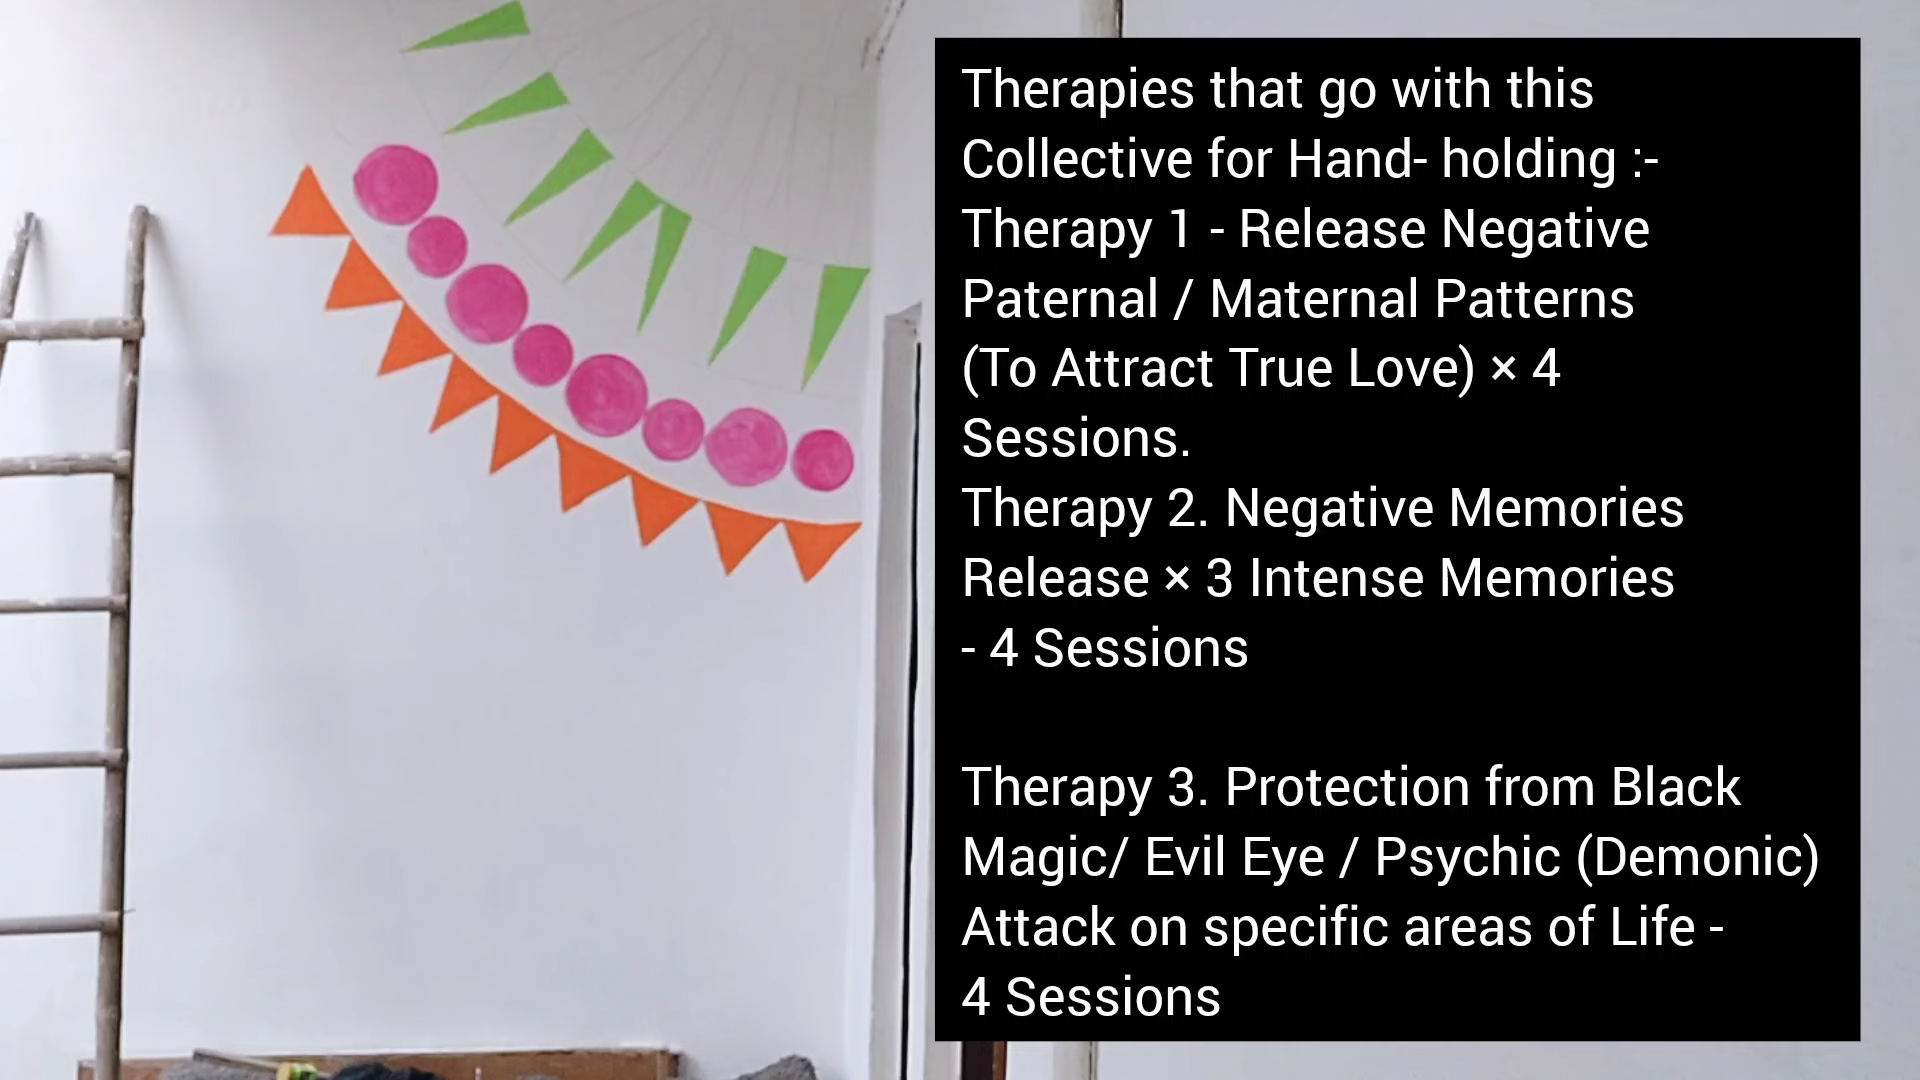 Therapies that go with this
Collective for Hand- holding :-
Therapy 1 - Release Negative
Paternal / Maternal Patterns
(To Attract True Love) × 4
Sessions.
Therapy 2. Negative Memories
Release × 3 Intense Memories
- 4 Sessions
Therapy 3. Protection from Black
Magic/ Evil Eye / Psychic (Demonic)
Attack on specific areas of Life -
4 Sessions